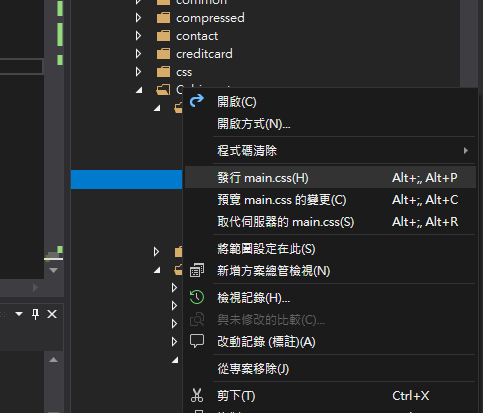 common
compressed
contact
creditcard
css
開啟(C)
開啟方式(N)...
程式碼清除
發行 main.css(H) Alt+;, Alt+P
預覽 main.css 的變更(C) Alt+;, Alt+C
取代伺服器的 main.css(S) Alt+;, Alt+R
將範圍設定在此(S)
新增方案總管檢視(N)
檢視記錄(H)...
與未修改的比較(C)...
改動記錄 (標註)(A)
從專案移除(J)
剪下(T) Ctrl+X